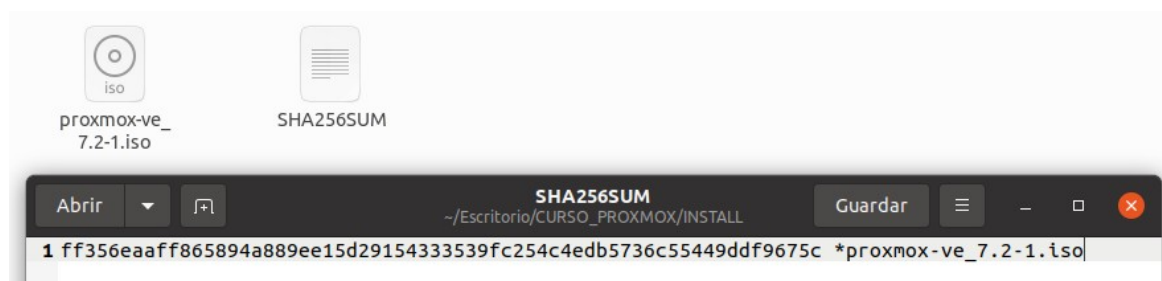 iso
proxmox-ve_
7.2-1.iso
SHA256SUM
Abrir
SHA256SUM
~/Escritorio/CURSO_PROXMOX/INSTALL
Guardar
1 ff356eaaff865894a889ee15d29154333539fc254c4edb5736c55449ddf9675c *proxmox-ve_7.2-1.iso